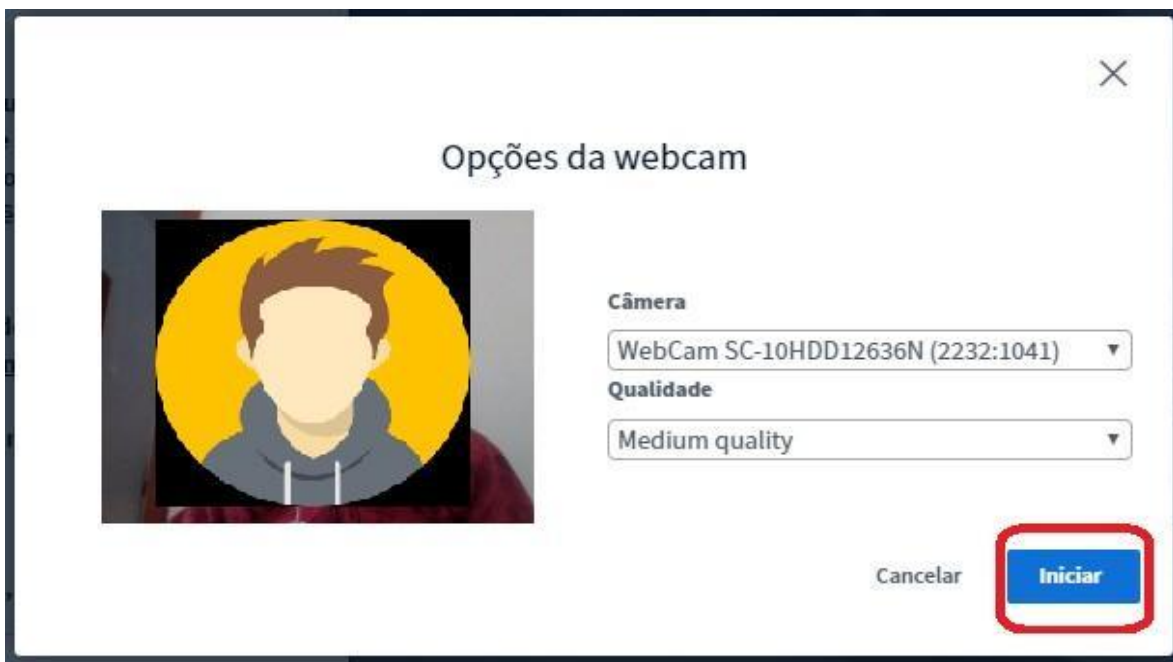 Opções da webcam
Câmera
WebCam SC-10HDD12636N (2232:1041)
Qualidade
Medium quality
Cancelar
Iniciar